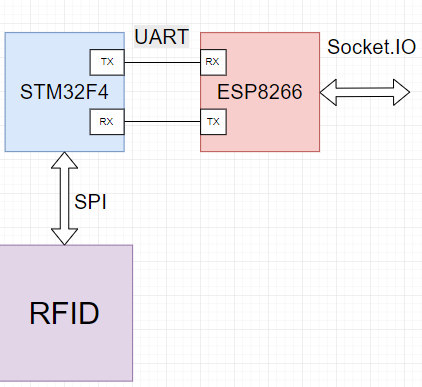 UART
Socket.IO
TX
RX
STM32F4
ESP8266
RX
TX
SPI
RFID